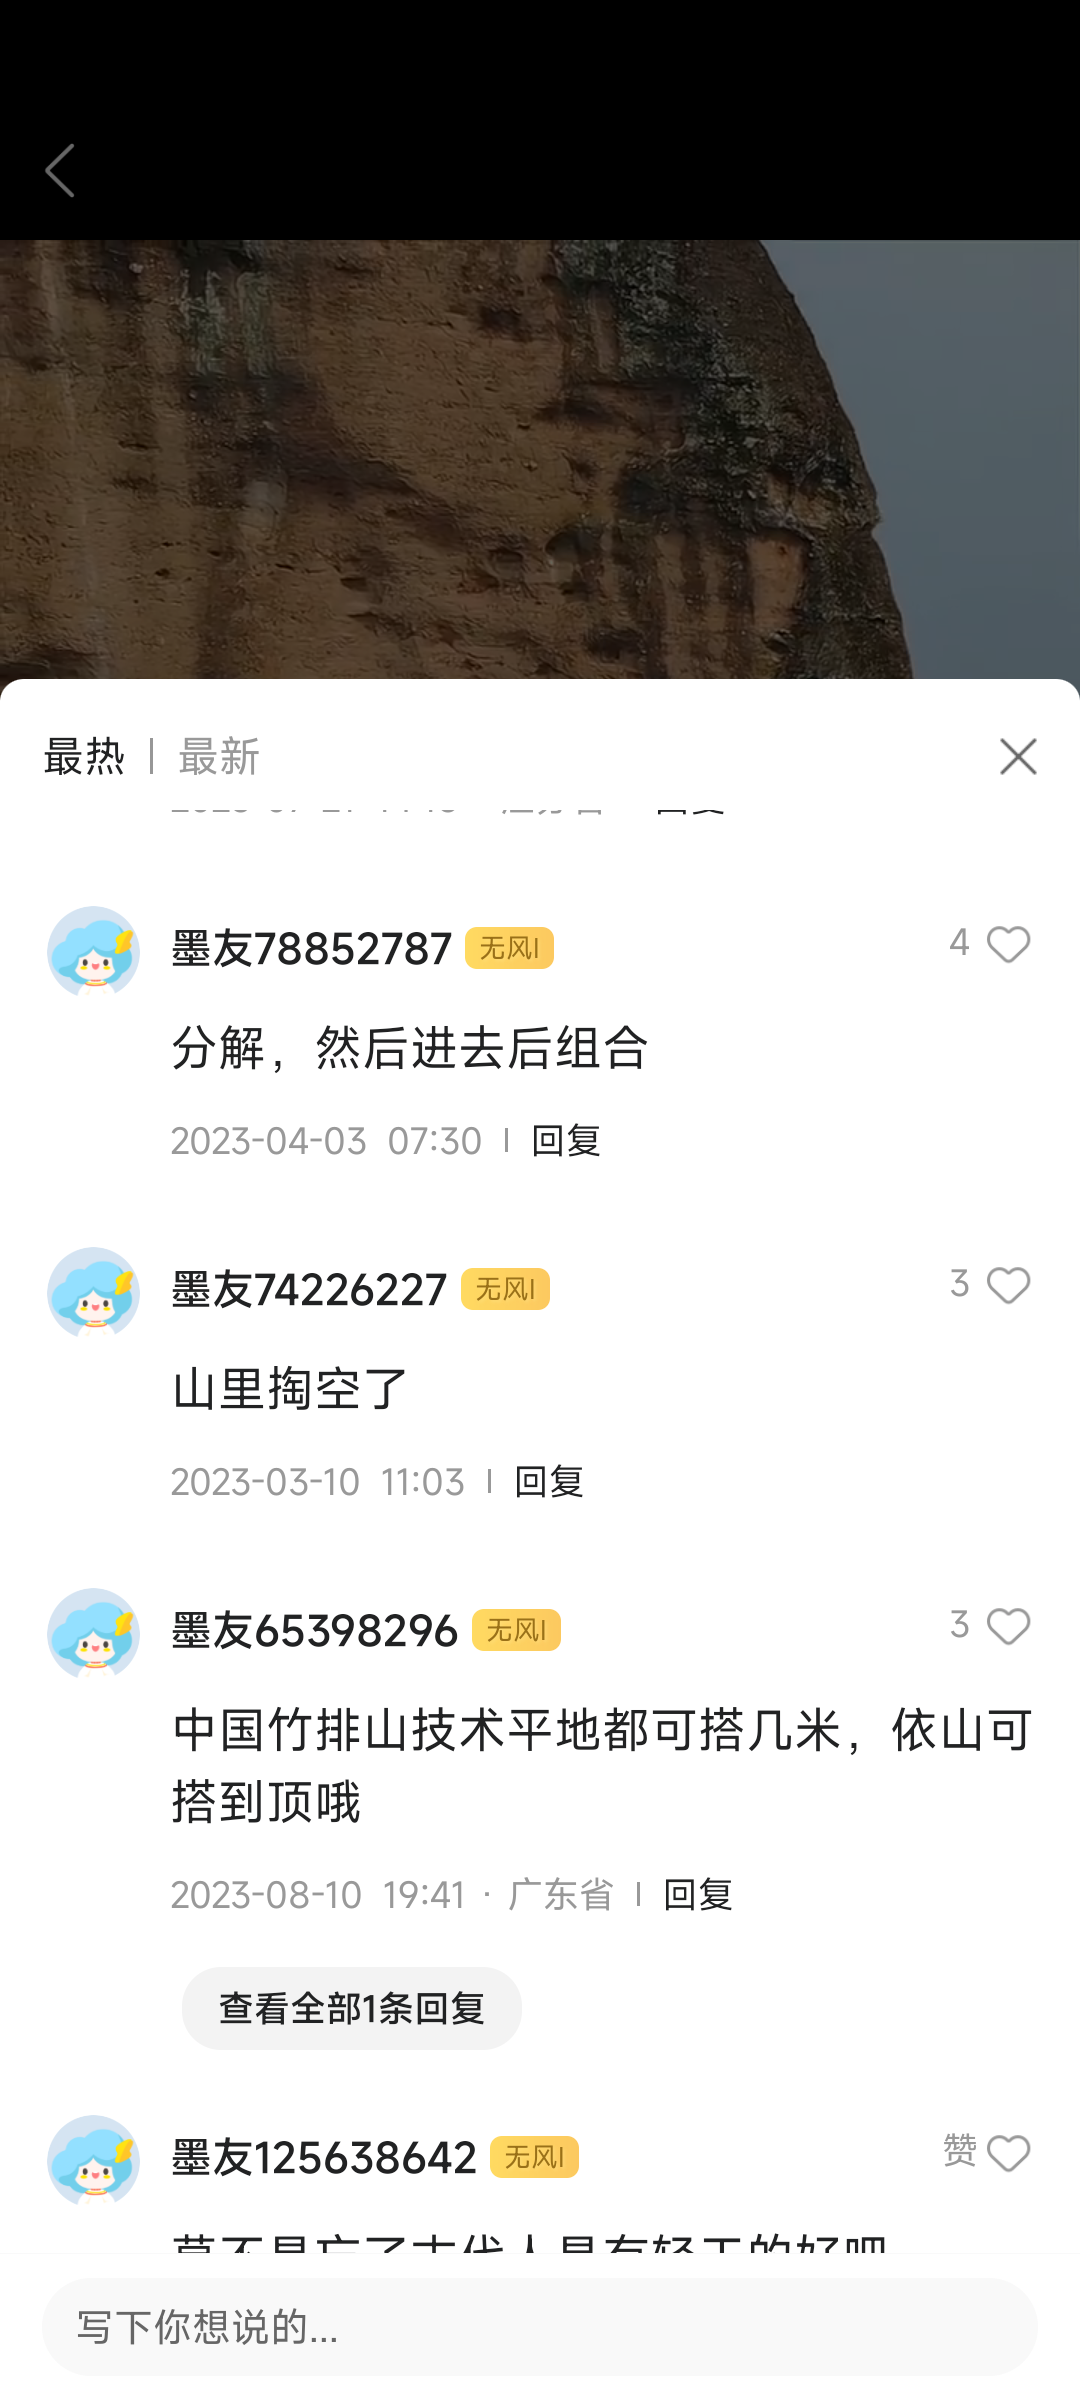 最热 | 最新
墨友78852787 无风I 4
分解，然后进去后组合
2023-04-03 07:30 | 回复
墨友74226227 无风I 3
山里掏空了
2023-03-10 11:03 | 回复
墨友65398296 无风I 3
中国竹排山技术平地都可搭几米，依山可
搭到顶哦
2023-08-10 19:41 · 广东省 | 回复
查看全部1条回复
墨友125638642 无风I 赞
写下你想说的...